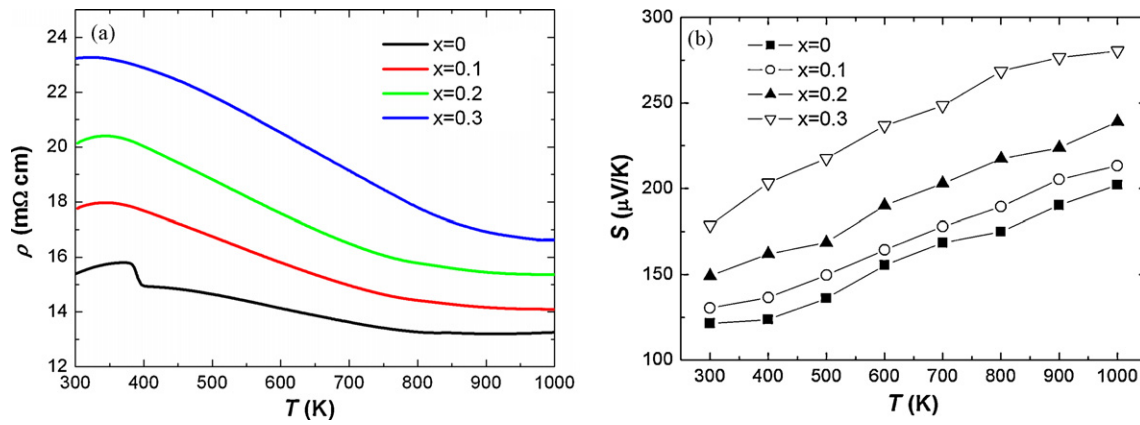 (a)
x=0
x=0.1
x=0.2
x=0.3
24
22
20
18
16
14
12
ρ (mΩ cm)
300 400 500 600 700 800 900 1000
T (K)
(b)
x=0
x=0.1
x=0.2
x=0.3
300
250
200
150
100
S (μV/K)
300 400 500 600 700 800 900 1000
T (K)